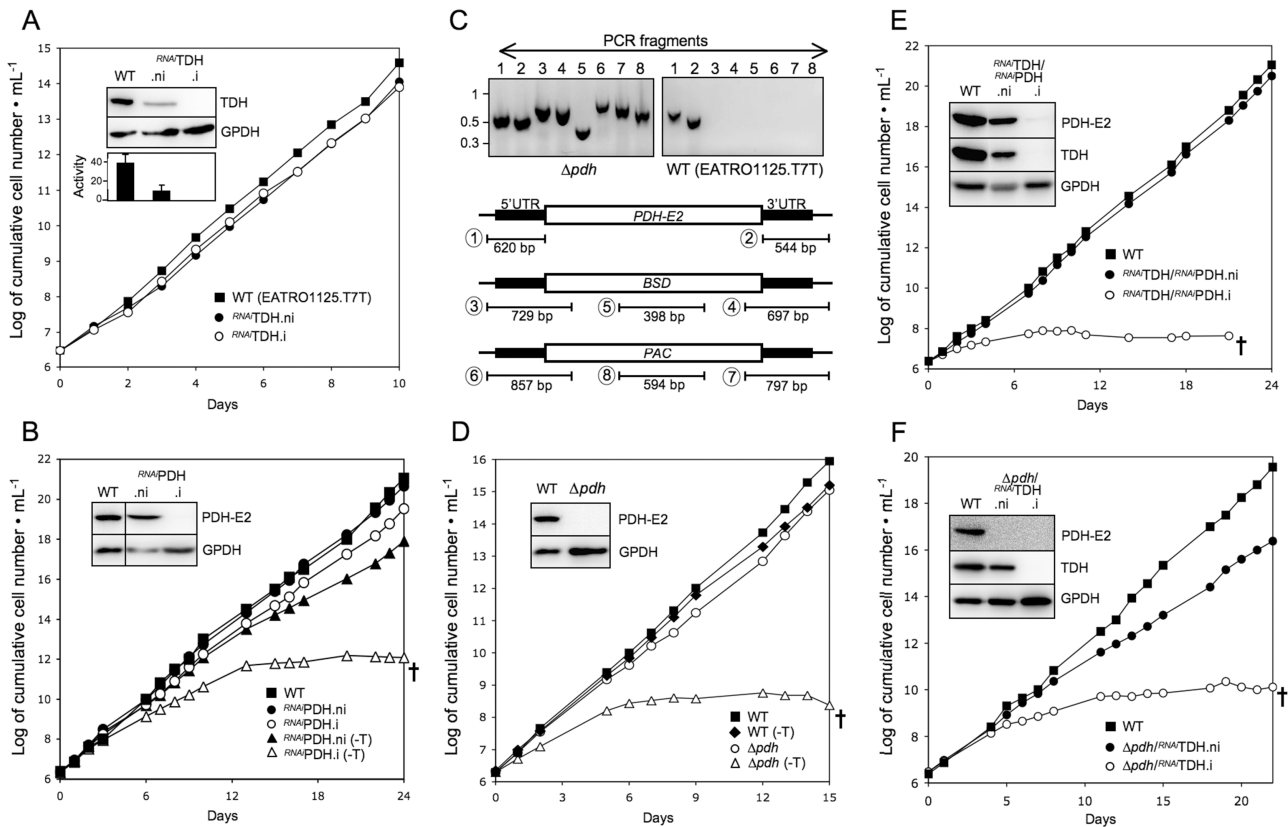 A
Log of cumulative cell number • mL⁻¹
15
14
13
12
11
10
9
8
7
6
0 2 4 6 8 10
Days
RNAiTDH
WT .ni .i
TDH
GPDH
Activity
40
20
0
WT (EATRO1125.T7T)
RNAiTDH.ni
RNAiTDH.i
B
Log of cumulative cell number • mL⁻¹
22
20
18
16
14
12
10
8
6
0 6 12 18 24
Days
RNAiPDH
WT .ni .i
PDH-E2
GPDH
WT
RNAiPDH.ni
RNAiPDH.i
RNAiPDH.ni (-T)
RNAiPDH.i (-T)
†
C
PCR fragments
1 2 3 4 5 6 7 8 1 2 3 4 5 6 7 8
1
0.5
0.3
Δpdh WT (EATRO1125.T7T)
5'UTR PDH-E2 3'UTR
① 620 bp ② 544 bp
BSD
③ 729 bp ⑤ 398 bp ④ 697 bp
PAC
⑥ 857 bp ⑧ 594 bp ⑦ 797 bp
D
Log of cumulative cell number • mL⁻¹
16
15
14
13
12
11
10
9
8
7
6
0 3 6 9 12 15
Days
WT Δpdh
PDH-E2
GPDH
WT
WT (-T)
Δpdh
Δpdh (-T)
†
E
Log of cumulative cell number • mL⁻¹
22
20
18
16
14
12
10
8
6
0 6 12 18 24
Days
RNAiTDH/
RNAiPDH
WT .ni .i
PDH-E2
TDH
GPDH
WT
RNAiTDH/RNAiPDH.ni
RNAiTDH/RNAiPDH.i
†
F
Log of cumulative cell number • mL⁻¹
20
18
16
14
12
10
8
6
0 5 10 15 20
Days
Δpdh/
RNAiTDH
WT .ni .i
PDH-E2
TDH
GPDH
WT
Δpdh/RNAiTDH.ni
Δpdh/RNAiTDH.i
†